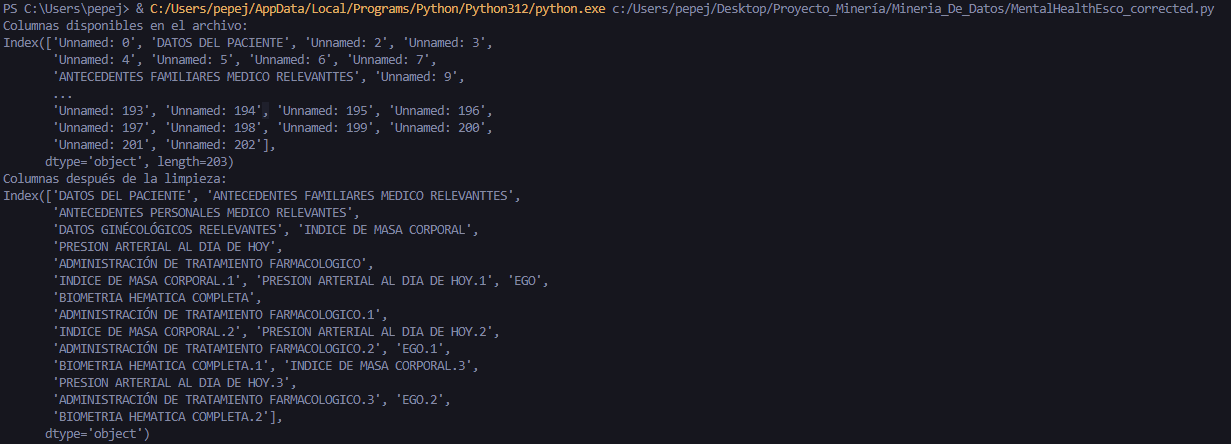 PS C:\Users\pepej> & C:/Users/pepej/AppData/Local/Programs/Python/Python312/python.exe c:/Users/pepej/Desktop/Proyecto_Minería/Mineria_De_Datos/MentalHealthEsco_corrected.py
Columnas disponibles en el archivo:
Index(['Unnamed: 0', 'DATOS DEL PACIENTE', 'Unnamed: 2', 'Unnamed: 3',
'Unnamed: 4', 'Unnamed: 5', 'Unnamed: 6', 'Unnamed: 7',
'ANTECEDENTES FAMILIARES MEDICO RELEVANTTES', 'Unnamed: 9',
...
'Unnamed: 193', 'Unnamed: 194', 'Unnamed: 195', 'Unnamed: 196',
'Unnamed: 197', 'Unnamed: 198', 'Unnamed: 199', 'Unnamed: 200',
'Unnamed: 201', 'Unnamed: 202'],
dtype='object', length=203)
Columnas después de la limpieza:
Index(['DATOS DEL PACIENTE', 'ANTECEDENTES FAMILIARES MEDICO RELEVANTTES',
'ANTECEDENTES PERSONALES MEDICO RELEVANTES',
'DATOS GINÉCOLÓGICOS REELEVANTES', 'INDICE DE MASA CORPORAL',
'PRESION ARTERIAL AL DIA DE HOY',
'ADMINISTRACIÓN DE TRATAMIENTO FARMACOLOGICO',
'INDICE DE MASA CORPORAL.1', 'PRESION ARTERIAL AL DIA DE HOY.1', 'EGO',
'BIOMETRIA HEMATICA COMPLETA',
'ADMINISTRACIÓN DE TRATAMIENTO FARMACOLOGICO.1',
'INDICE DE MASA CORPORAL.2', 'PRESION ARTERIAL AL DIA DE HOY.2',
'ADMINISTRACIÓN DE TRATAMIENTO FARMACOLOGICO.2', 'EGO.1',
'BIOMETRIA HEMATICA COMPLETA.1', 'INDICE DE MASA CORPORAL.3',
'PRESION ARTERIAL AL DIA DE HOY.3',
'ADMINISTRACIÓN DE TRATAMIENTO FARMACOLOGICO.3', 'EGO.2',
'BIOMETRIA HEMATICA COMPLETA.2'],
dtype='object')